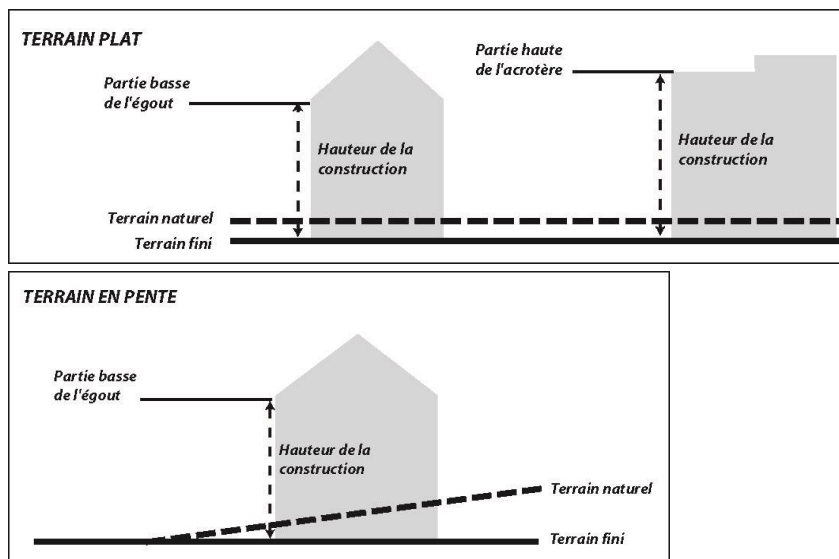 TERRAIN PLAT
Partie basse
de l'égout
Partie haute
de l'acrotère
Hauteur de la
construction
Hauteur de la
construction
Terrain naturel
Terrain fini
TERRAIN EN PENTE
Partie basse
de l'égout
Hauteur de la
construction
Terrain naturel
Terrain fini